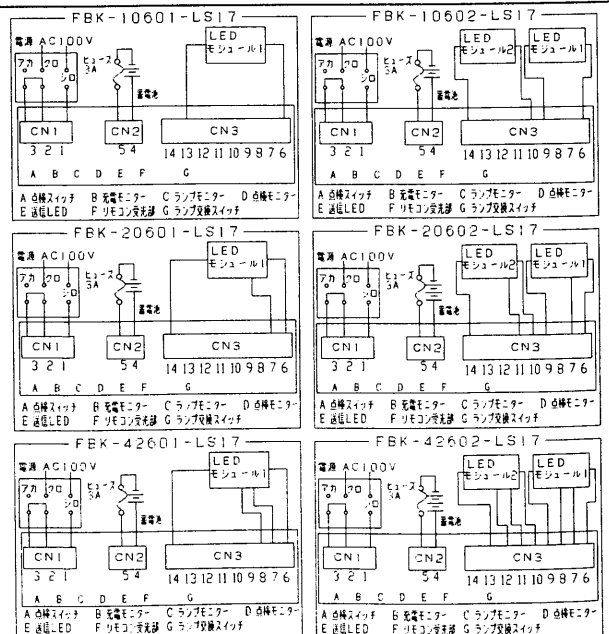 FBK-10601-LS17
電源 AC100V
アカ クロ シロ
ヒューズ
3A
蓄電池
LED
モジュール1
CN1
CN2
CN3
3 2 1
5 4
14 13 12 11 10 9 8 7 6
A B C D E F G
A 点検スイッチ B 充電モニター C ランプモニター D 点検モニター
E 送信LED F リモコン受光部 G ランプ交換スイッチ
FBK-10602-LS17
電源 AC100V
アカ クロ シロ
ヒューズ
3A
蓄電池
LED
モジュール2
LED
モジュール1
CN1
CN2
CN3
3 2 1
5 4
14 13 12 11 10 9 8 7 6
A B C D E F G
A 点検スイッチ B 充電モニター C ランプモニター D 点検モニター
E 送信LED F リモコン受光部 G ランプ交換スイッチ
FBK-20601-LS17
電源 AC100V
アカ クロ シロ
ヒューズ
3A
蓄電池
LED
モジュール1
CN1
CN2
CN3
3 2 1
5 4
14 13 12 11 10 9 8 7 6
A B C D E F G
A 点検スイッチ B 充電モニター C ランプモニター D 点検モニター
E 送信LED F リモコン受光部 G ランプ交換スイッチ
FBK-20602-LS17
電源 AC100V
アカ クロ シロ
ヒューズ
3A
蓄電池
LED
モジュール2
LED
モジュール1
CN1
CN2
CN3
3 2 1
5 4
14 13 12 11 10 9 8 7 6
A B C D E F G
A 点検スイッチ B 充電モニター C ランプモニター D 点検モニター
E 送信LED F リモコン受光部 G ランプ交換スイッチ
FBK-42601-LS17
電源 AC100V
アカ クロ シロ
ヒューズ
3A
蓄電池
LED
モジュール1
CN1
CN2
CN3
3 2 1
5 4
14 13 12 11 10 9 8 7 6
A B C D E F G
A 点検スイッチ B 充電モニター C ランプモニター D 点検モニター
E 送信LED F リモコン受光部 G ランプ交換スイッチ
FBK-42602-LS17
電源 AC100V
アカ クロ シロ
ヒューズ
3A
蓄電池
LED
モジュール2
LED
モジュール1
CN1
CN2
CN3
3 2 1
5 4
14 13 12 11 10 9 8 7 6
A B C D E F G
A 点検スイッチ B 充電モニター C ランプモニター D 点検モニター
E 送信LED F リモコン受光部 G ランプ交換スイッチ